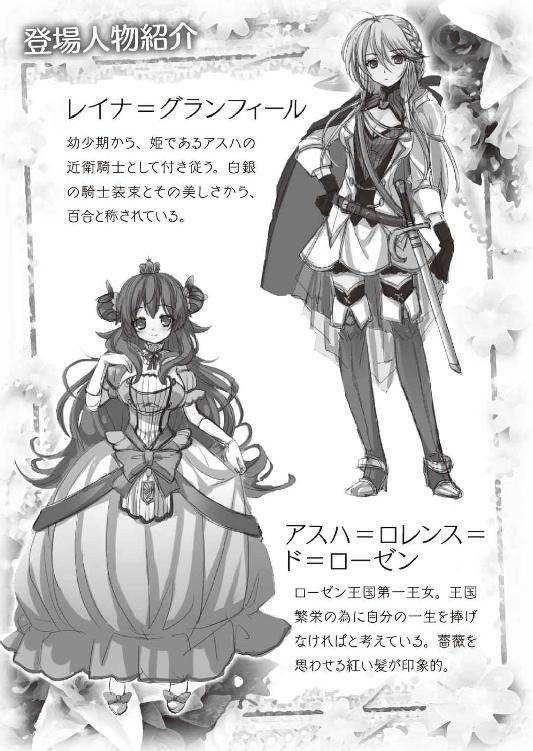 登場人物紹介
レイナ＝グランフィール
幼少期から、姫であるアスハの
近衛騎士として付き従う。白銀
の騎士装束とその美しさから、
百合と称されている。
アスハ＝ロレンス＝
ド＝ローゼン
ローゼン王国第一王女。王国
繁栄の為に自分の一生を捧げ
なければと考えている。薔薇を
思わせる紅い髪が印象的。